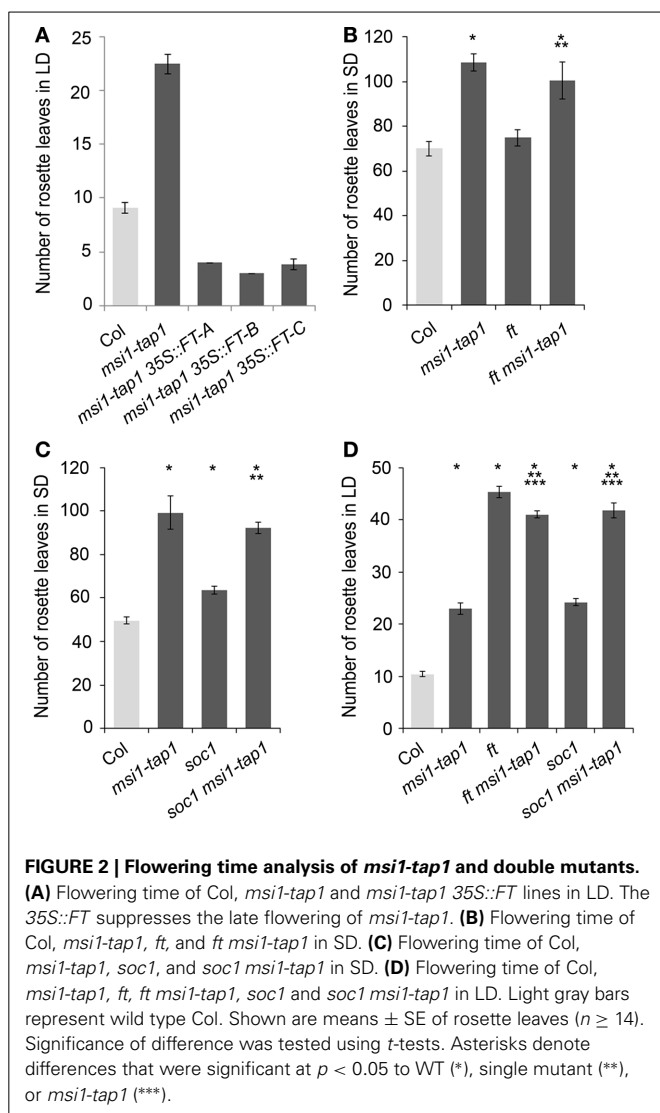 A
Number of rosette leaves in LD
25
20
15
10
5
0
Col
msi1-tap1
msi1-tap1 35S::FT-A
msi1-tap1 35S::FT-B
msi1-tap1 35S::FT-C
B
Number of rosette leaves in SD
120
100
80
60
40
20
0
*
*
**
Col
msi1-tap1
ft
ft msi1-tap1
C
Number of rosette leaves in SD
120
100
80
60
40
20
0
*
*
*
**
Col
msi1-tap1
soc1
soc1 msi1-tap1
D
Number of rosette leaves in LD
50
40
30
20
10
0
*
*
*
**
***
*
*
**
***
Col
msi1-tap1
ft
ft msi1-tap1
soc1
soc1 msi1-tap1
FIGURE 2 | Flowering time analysis of msi1-tap1 and double mutants.
(A) Flowering time of Col, msi1-tap1 and msi1-tap1 35S::FT lines in LD. The
35S::FT suppresses the late flowering of msi1-tap1. (B) Flowering time of
Col, msi1-tap1, ft, and ft msi1-tap1 in SD. (C) Flowering time of Col,
msi1-tap1, soc1, and soc1 msi1-tap1 in SD. (D) Flowering time of Col,
msi1-tap1, ft, ft msi1-tap1, soc1 and soc1 msi1-tap1 in LD. Light gray bars
represent wild type Col. Shown are means ± SE of rosette leaves (n ≥ 14).
Significance of difference was tested using t-tests. Asterisks denote
differences that were significant at p < 0.05 to WT (*), single mutant (**),
or msi1-tap1 (***).